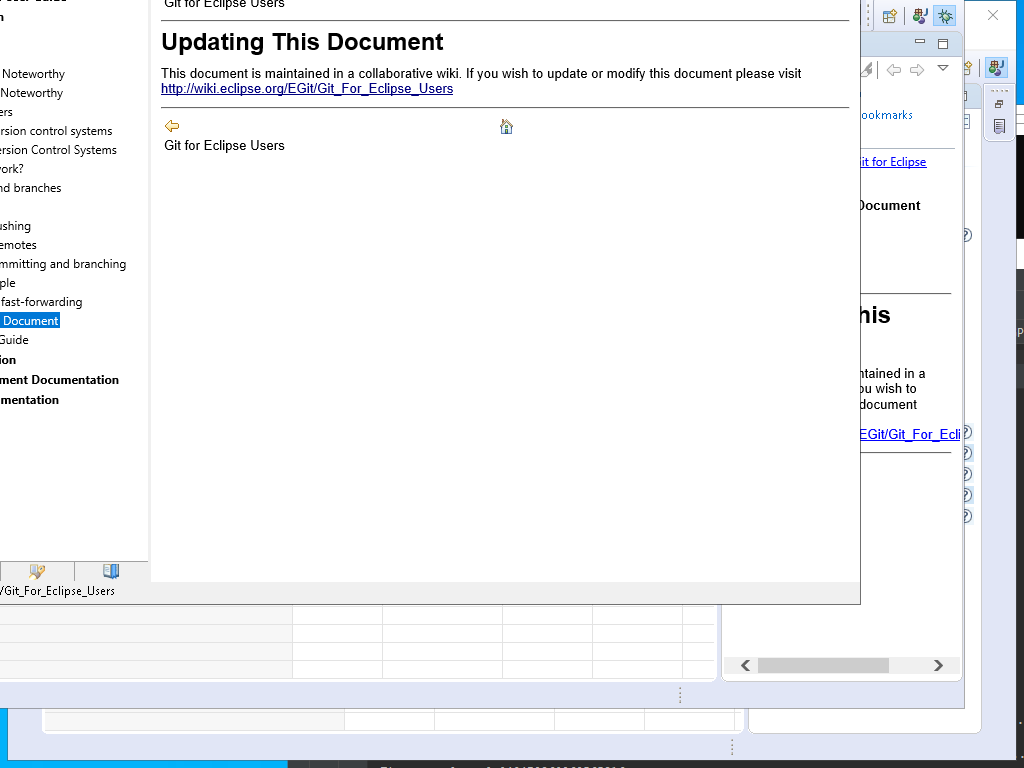 Git for Eclipse Users
Updating This Document
This document is maintained in a collaborative wiki. If you wish to update or modify this document please visit
http://wiki.eclipse.org/EGit/Git_For_Eclipse_Users
Git for Eclipse Users
Noteworthy
Noteworthy
ers
rsion control systems
ersion Control Systems
vork?
nd branches
ushing
emotes
mmitting and branching
ple
fast-forwarding
Document
Guide
ion
ment Documentation
mentation
/Git_For_Eclipse_Users
ookmarks
it for Eclipse
Document
his
ntained in a
ou wish to
document
EGit/Git_For_Ecli